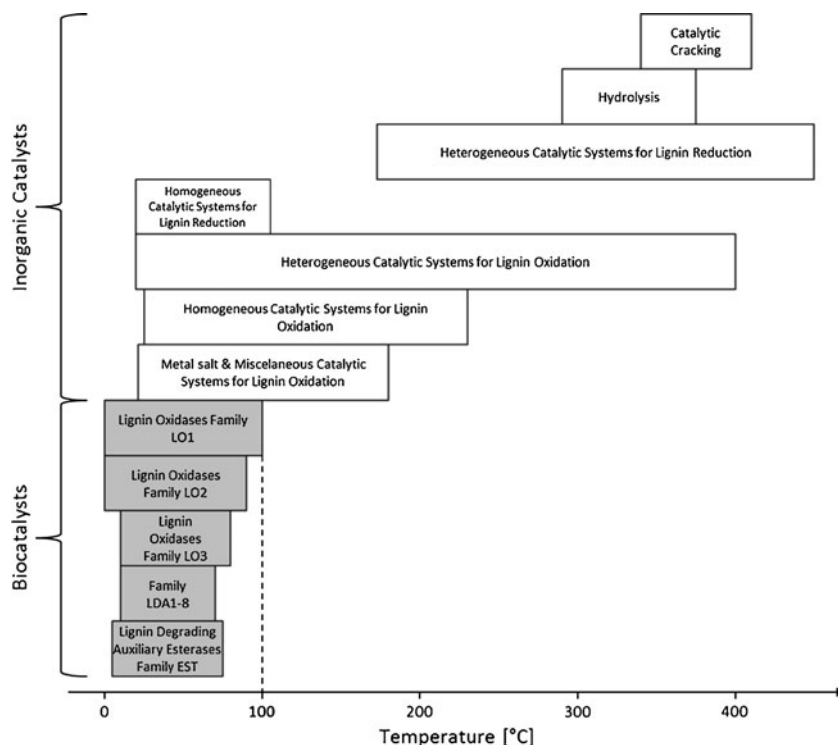 Catalytic
Cracking
Hydrolysis
Heterogeneous Catalytic Systems for Lignin Reduction
Homogeneous
Catalytic Systems for
Lignin Reduction
Heterogeneous Catalytic Systems for Lignin Oxidation
Homogeneous Catalytic Systems for Lignin
Oxidation
Metal salt & Miscelaneous Catalytic
Systems for Lignin Oxidation
Inorganic Catalysts
Lignin Oxidases Family
LO1
Lignin Oxidases
Family LO2
Lignin
Oxidases
Family LO3
Family
LDA1-8
Lignin Degrading
Auxiliary Esterases
Family EST
Biocatalysts
0 100 200 300 400
Temperature [°C]